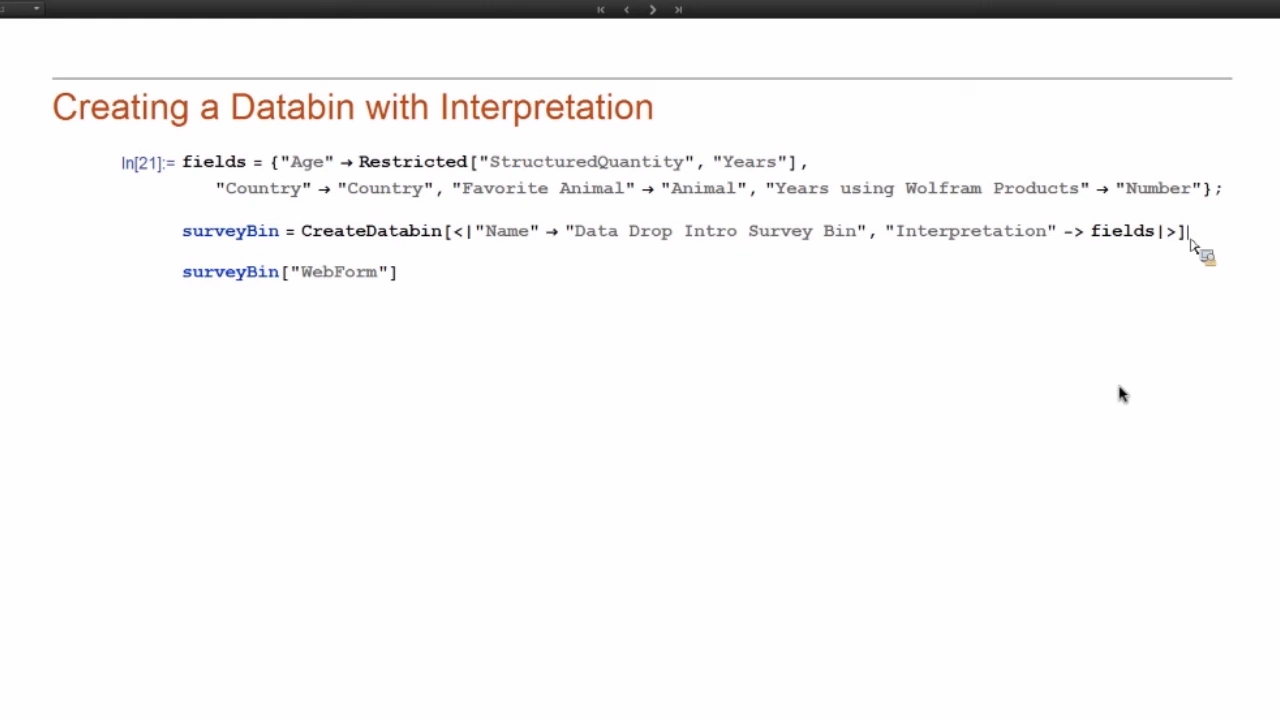 Creating a Databin with Interpretation
In[21]:= fields = {"Age" → Restricted["StructuredQuantity", "Years"],
"Country" → "Country", "Favorite Animal" → "Animal", "Years using Wolfram Products" → "Number"};
surveyBin = CreateDatabin[<|"Name" → "Data Drop Intro Survey Bin", "Interpretation" -> fields|>]
surveyBin["WebForm"]